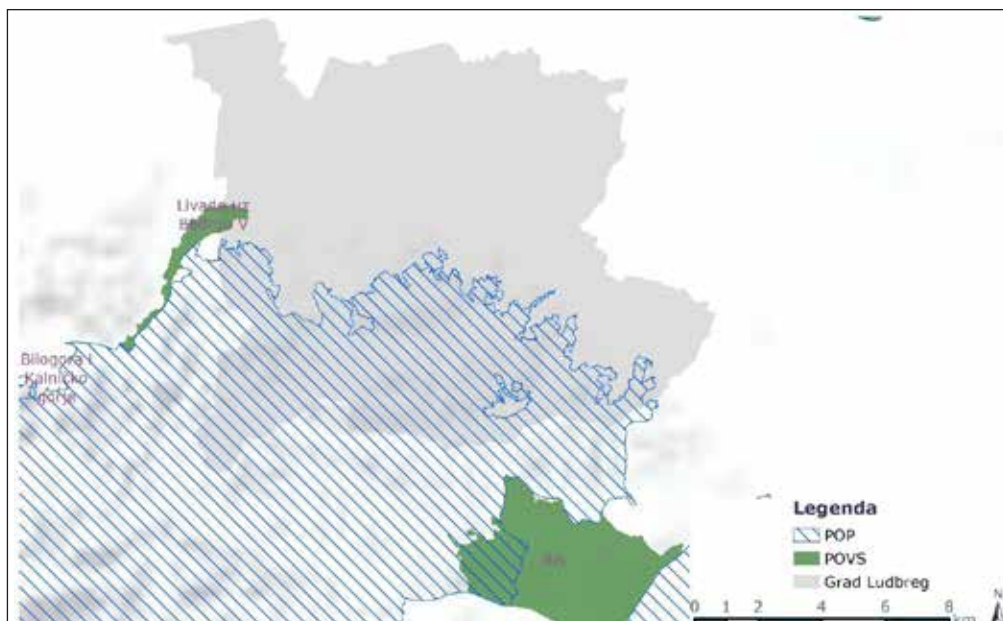 Livade uz
V
Bilogora i
Kalničko
gorje
Legenda
POP
POVS
Grad Ludbreg
0 1 2 4 6 8
km
N